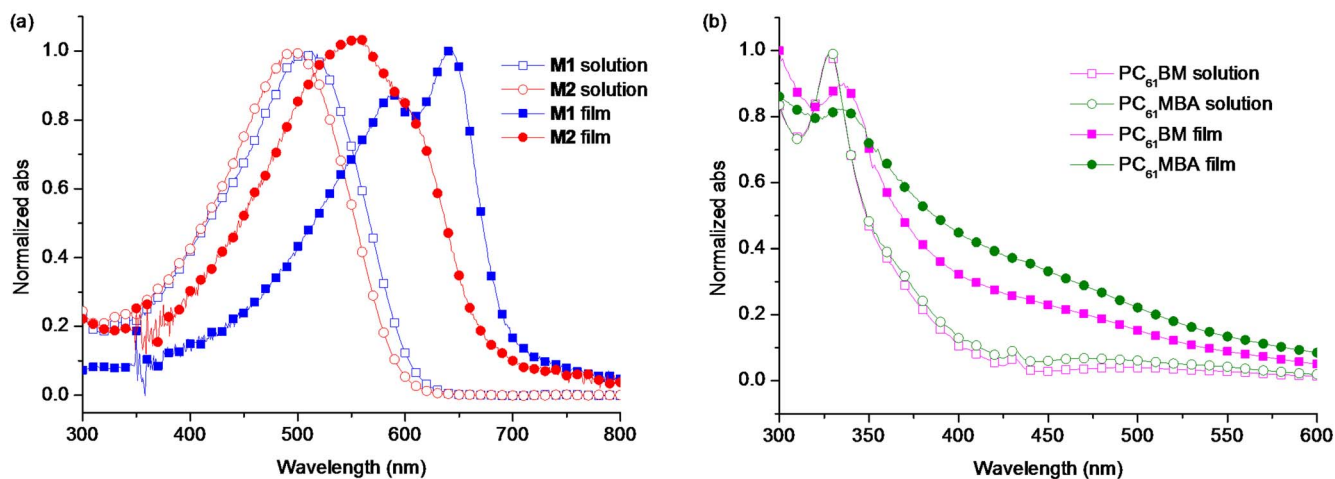 (a)
Normalized abs
1.0
0.8
0.6
0.4
0.2
0.0
300 400 500 600 700 800
Wavelength (nm)
M1 solution
M2 solution
M1 film
M2 film
(b)
Normalized abs
1.0
0.8
0.6
0.4
0.2
0.0
300 350 400 450 500 550 600
Wavelength (nm)
PC₆₁BM solution
PC₆₁MBA solution
PC₆₁BM film
PC₆₁MBA film